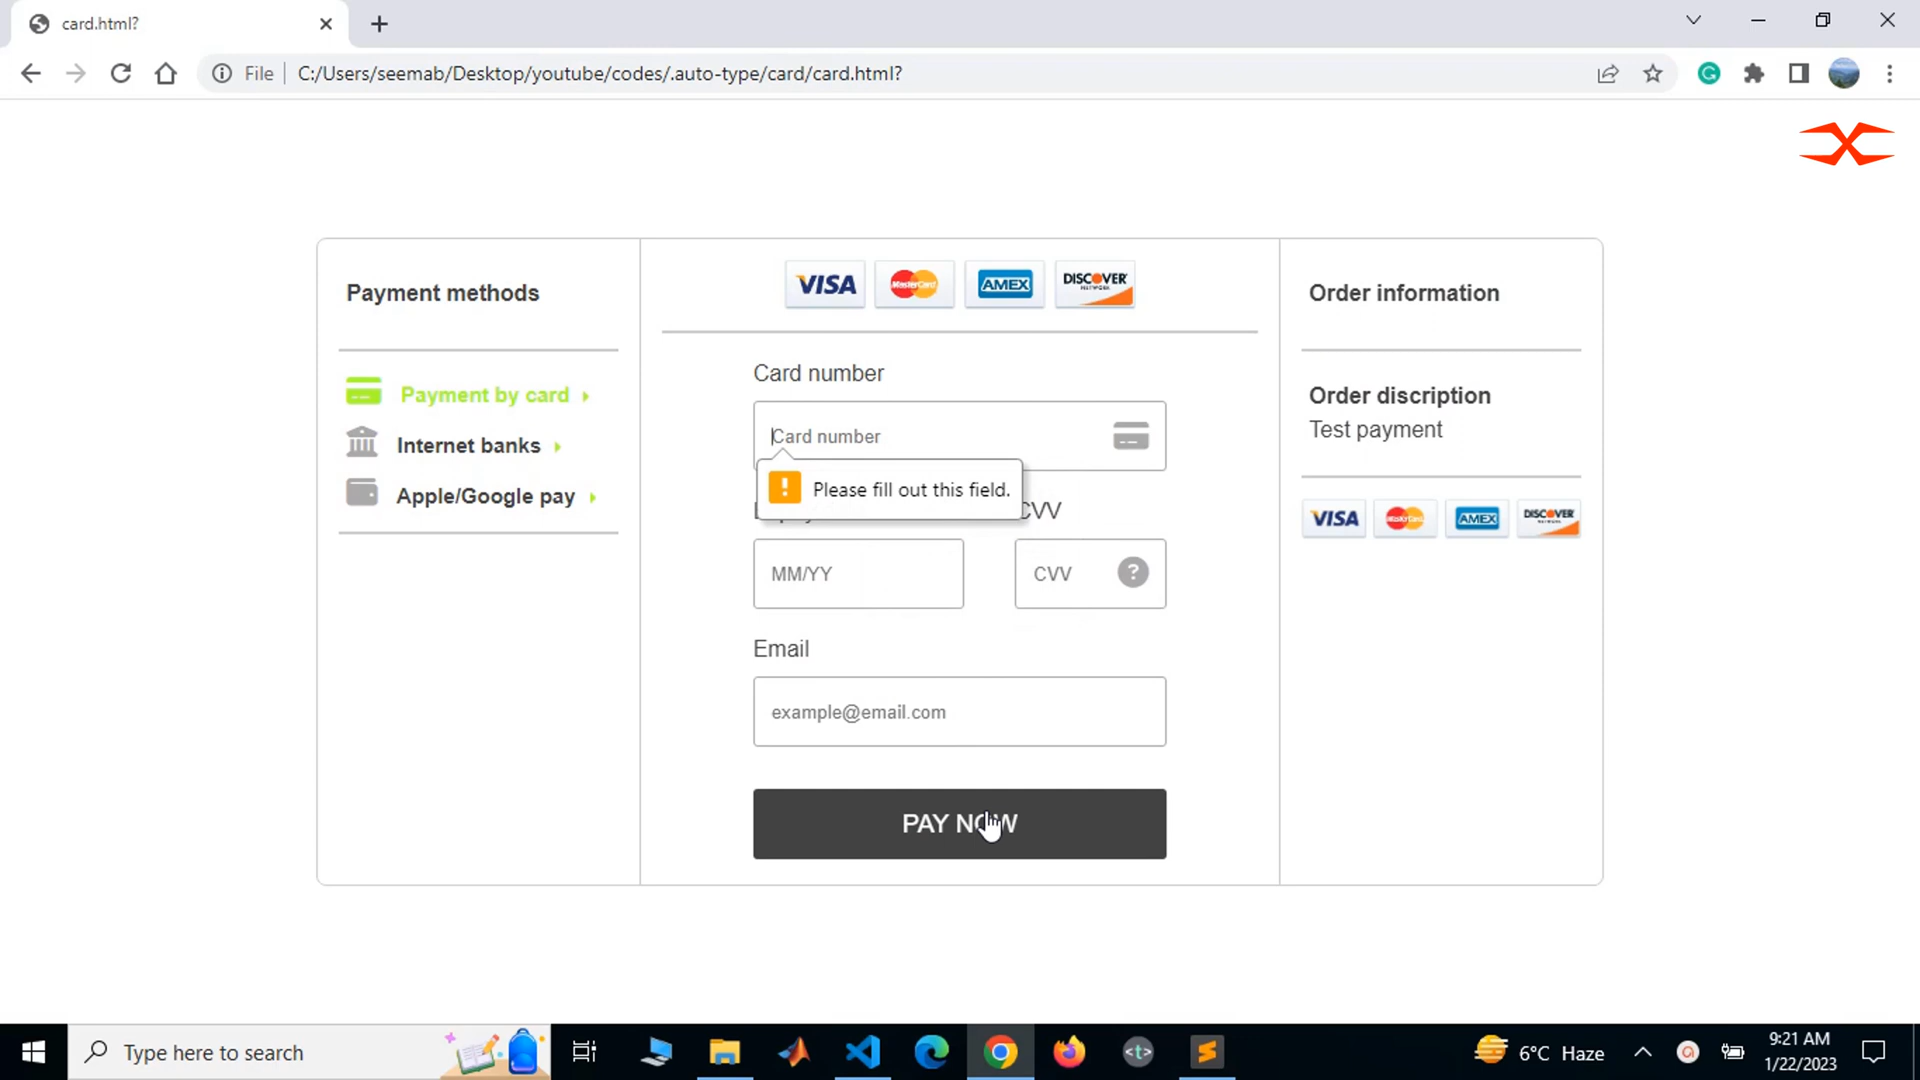 card.html?
File
C:/Users/seemab/Desktop/youtube/codes/.auto-type/card/card.html?
Payment methods
Payment by card
Internet banks
Apple/Google pay
VISA MasterCard AMEX DISCOVER NETWORK
Card number
Card number
Please fill out this field.
CVV
MM/YY
CVV
Email
example@email.com
PAY NOW
Order information
Order discription
Test payment
VISA MasterCard AMEX DISCOVER
Type here to search
6°C Haze
9:21 AM
1/22/2023